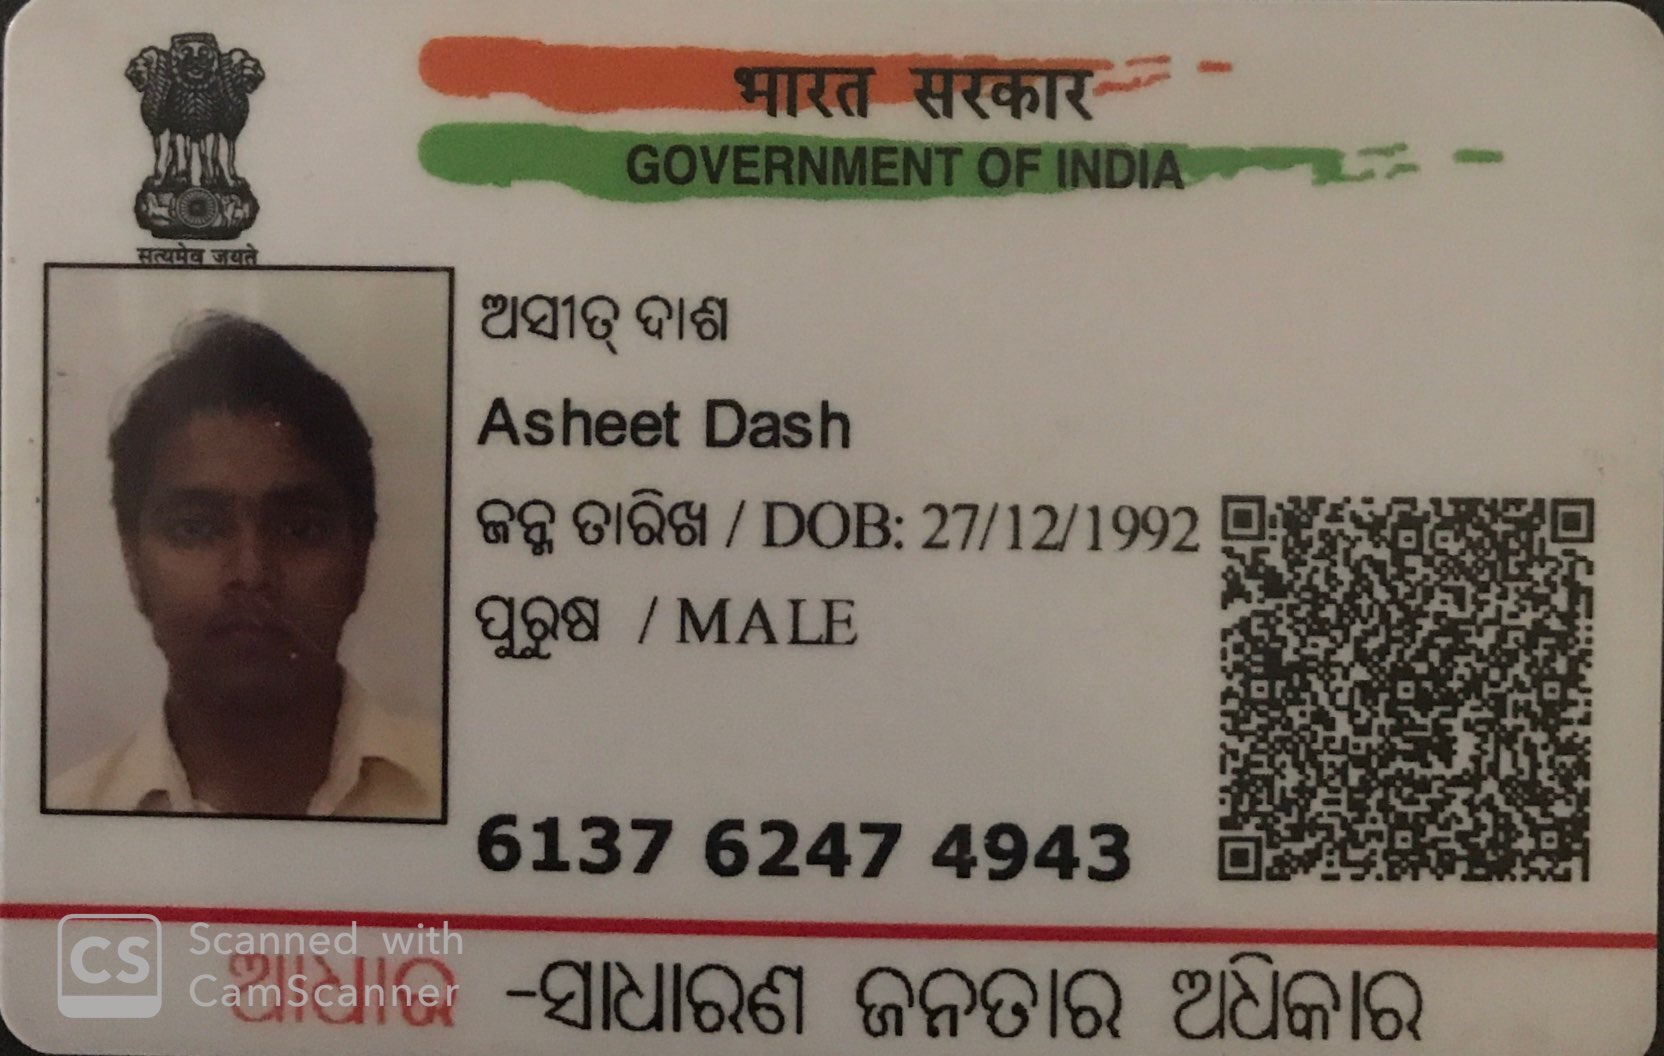 भारत सरकार
GOVERNMENT OF INDIA
सत्यमेव जयते
ଅସୀତ୍ ଦାଶ
Asheet Dash
ଜନ୍ମ ତାରିଖ / DOB: 27/12/1992
ପୁରୁଷ / MALE
6137 6247 4943
ଆଧାର -ସାଧାରଣ ଜନତାର ଅଧିକାର
CS Scanned with
CamScanner